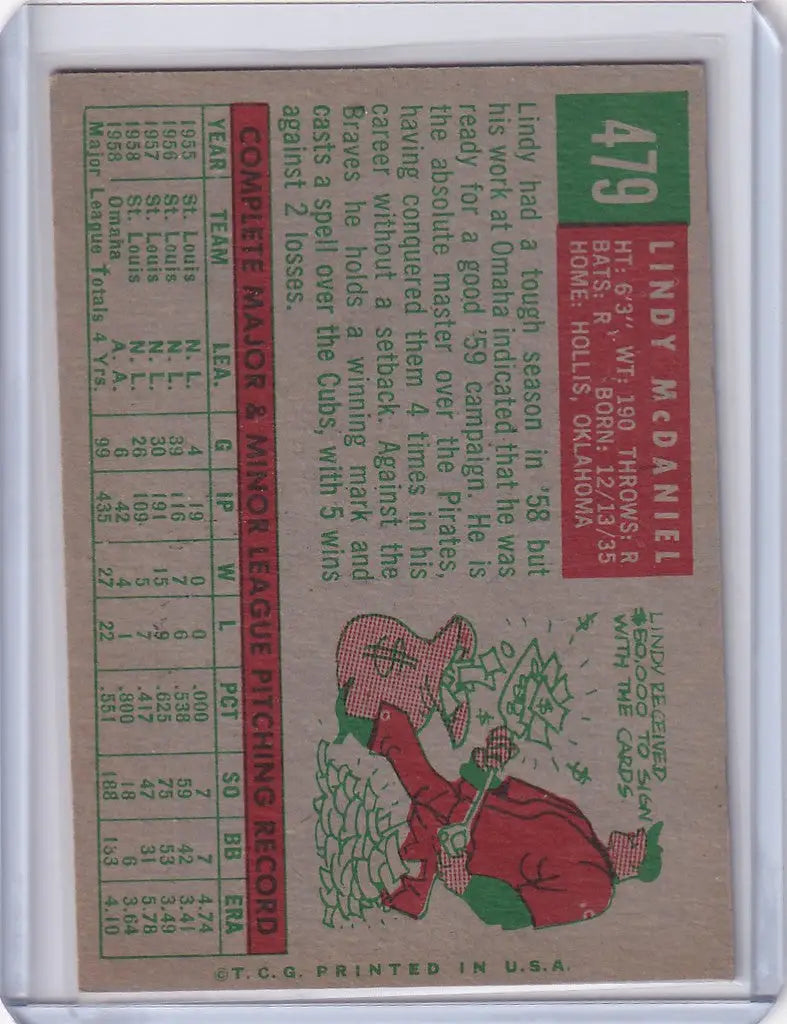 479
LINDY McDANIEL
HT: 6'3", WT: 190 THROWS: R
BATS: R BORN: 12/13/35
HOME: HOLLIS, OKLAHOMA
Lindy had a tough season in '58 but
his work at Omaha indicated that he was
ready for a good '59 campaign. He is
the absolute master over the Pirates,
having conquered them 4 times in his
career without a setback. Against the
Braves he holds a winning mark and
casts a spell over the Cubs, with 5 wins
against 2 losses.
LINDY RECEIVED
$50,000 TO SIGN
WITH THE CARDS.
COMPLETE MAJOR & MINOR LEAGUE PITCHING RECORD
YEAR TEAM LEA. G IP W L PCT SO BB ERA
1955 St. Louis N. L. 4 19 0 0 .000 7 7 4.74
1956 St. Louis N. L. 39 116 7 6 .538 59 42 3.41
1957 St. Louis N. L. 30 191 15 9 .625 75 53 3.49
1958 St. Louis N. L. 26 109 5 7 .417 47 31 5.78
1958 Omaha A. A. 6 42 4 1 .800 18 6 3.64
Major League Totals 4 Yrs. 99 435 27 22 .551 188 133 4.10
©T.C.G. PRINTED IN U.S.A.